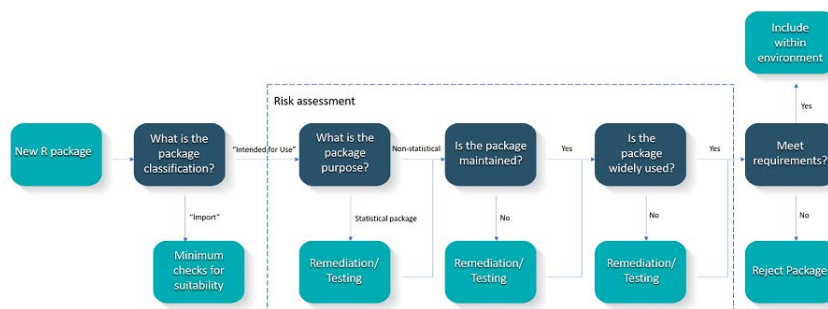 Include
within
environment
Risk assessment
Yes
New R package
What is the
package
classification?
"Intended for Use"
What is the
package
purpose?
Non-statistical
Is the package
maintained?
Yes
Is the
package
widely used?
Yes
Meet
requirements?
"Import"
Statistical package
No
No
No
Minimum
checks for
suitability
Remediation/
Testing
Remediation/
Testing
Remediation/
Testing
Reject Package